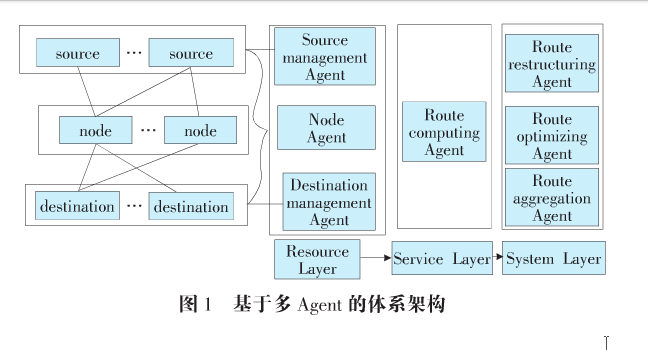 source … source
node … node
destination … destination
Source
management
Agent
Node
Agent
Destination
management
Agent
Route
computing
Agent
Route
restructuring
Agent
Route
optimizing
Agent
Route
aggregation
Agent
Resource
Layer
Service Layer
System Layer
图 1 基于多 Agent 的体系架构